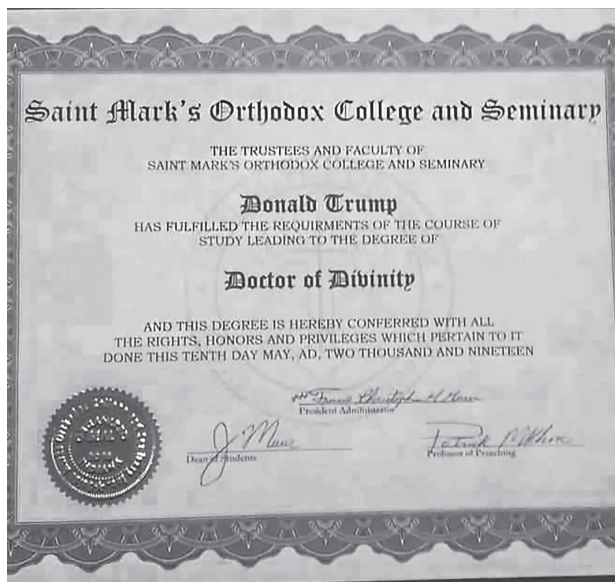 Saint Mark's Orthodox College and Seminary
THE TRUSTEES AND FACULTY OF
SAINT MARK'S ORTHODOX COLLEGE AND SEMINARY
Donald Trump
HAS FULFILLED THE REQUIRMENTS OF THE COURSE OF
STUDY LEADING TO THE DEGREE OF
Doctor of Divinity
AND THIS DEGREE IS HEREBY CONFERRED WITH ALL
THE RIGHTS, HONORS AND PRIVILEGES WHICH PERTAIN TO IT
DONE THIS TENTH DAY MAY, AD, TWO THOUSAND AND NINETEEN
President Administrator
Dean of Students
Professor of Preaching